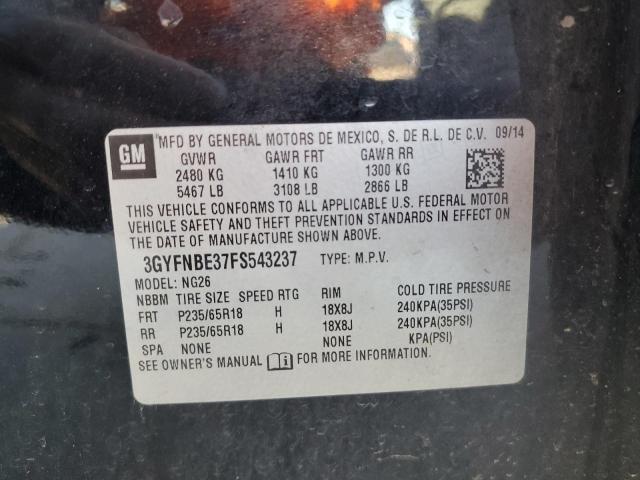 GM
MFD BY GENERAL MOTORS DE MEXICO, S. DE R.L. DE C.V. 09/14
GVWR GAWR FRT GAWR RR
2480 KG 1410 KG 1300 KG
5467 LB 3108 LB 2866 LB
THIS VEHICLE CONFORMS TO ALL APPLICABLE U.S. FEDERAL MOTOR
VEHICLE SAFETY AND THEFT PREVENTION STANDARDS IN EFFECT ON
THE DATE OF MANUFACTURE SHOWN ABOVE.
3GYFNBE37FS543237 TYPE: M.P.V.
MODEL: NG26
NBBM TIRE SIZE SPEED RTG RIM COLD TIRE PRESSURE
FRT P235/65R18 H 18X8J 240KPA(35PSI)
RR P235/65R18 H 18X8J 240KPA(35PSI)
SPA NONE NONE KPA(PSI)
SEE OWNER'S MANUAL FOR MORE INFORMATION.